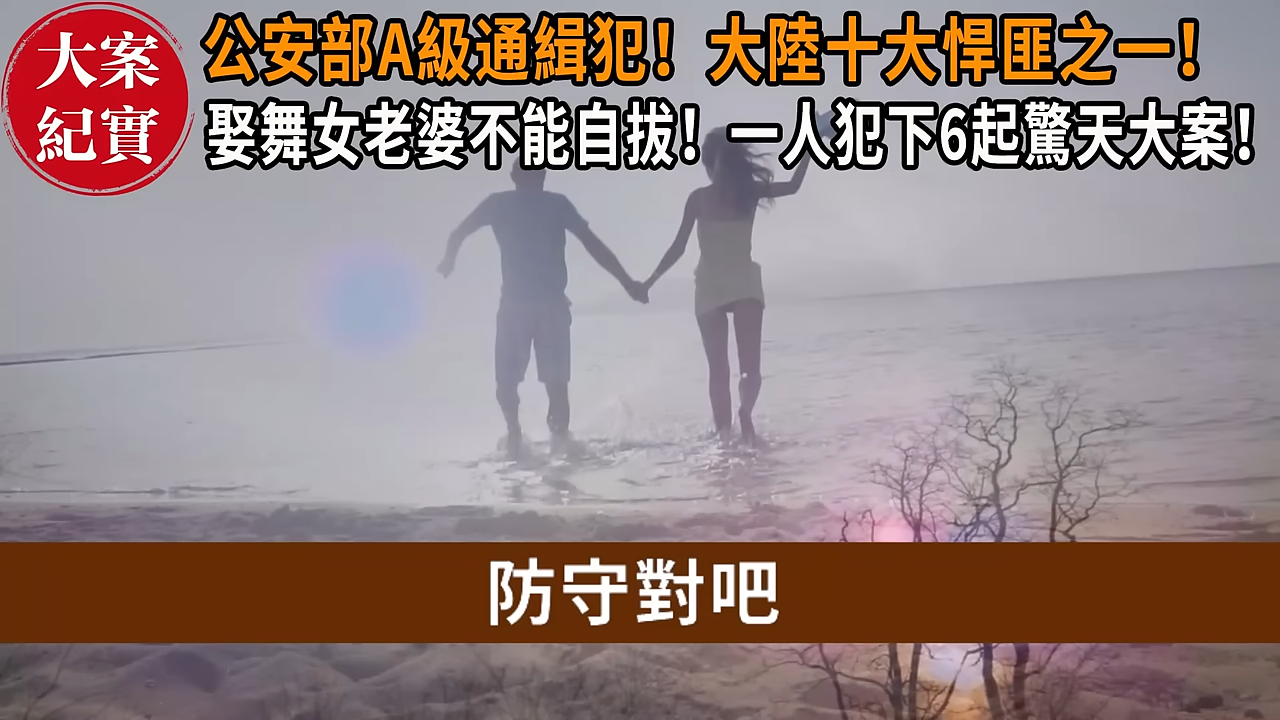 大案
紀實
公安部A級通緝犯！大陸十大悍匪之一！
娶舞女老婆不能自拔！一人犯下6起驚天大案！
防守對吧